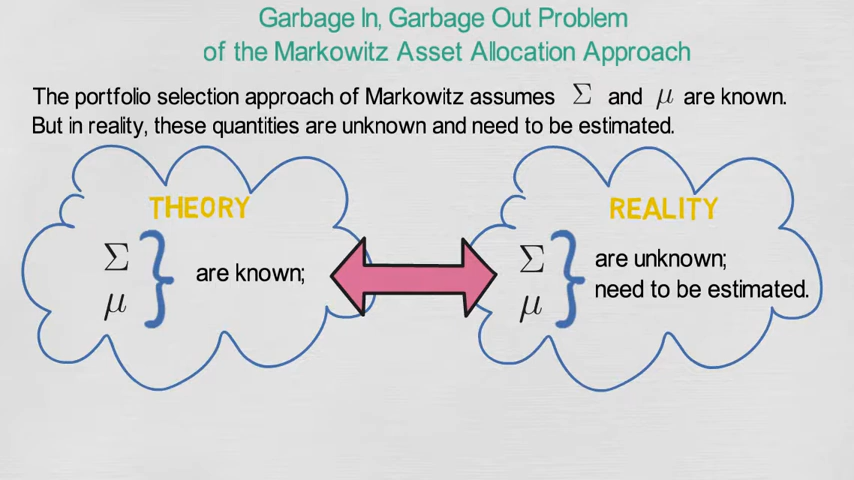 Garbage In, Garbage Out Problem
of the Markowitz Asset Allocation Approach
The portfolio selection approach of Markowitz assumes Σ and μ are known.
But in reality, these quantities are unknown and need to be estimated.
THEORY
Σ
μ
are known;
REALITY
Σ
μ
are unknown;
need to be estimated.